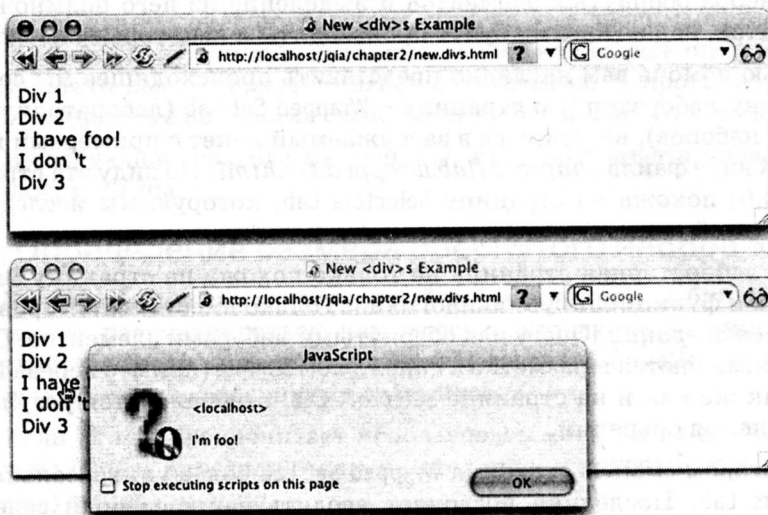 New <div>s Example
http://localhost/jqia/chapter2/new.divs.html
?
Google
Div 1
Div 2
I have foo!
I don 't
Div 3
New <div>s Example
http://localhost/jqia/chapter2/new.divs.html
?
Google
Div 1
Div 2
I have
I don 't
Div 3
JavaScript
<localhost>
I'm foo!
Stop executing scripts on this page
OK